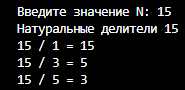 Введите значение N: 15
Натуральные делители 15
15 / 1 = 15
15 / 3 = 5
15 / 5 = 3